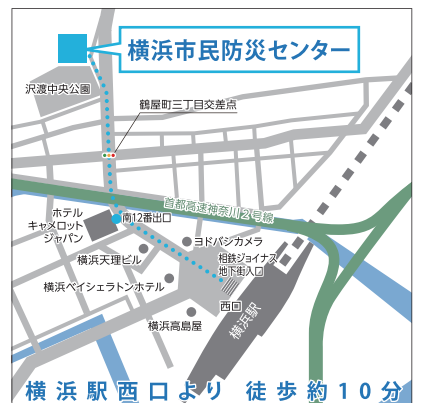 横浜市民防災センター
沢渡中央公園
鶴屋町三丁目交差点
首都高速神奈川2号線
ホテル
キャメロット
ジャパン
南12番出口
ヨドバシカメラ
横浜天理ビル
相鉄ジョイナス
地下街入口
横浜ベイシェラトンホテル
西口
横浜高島屋
横浜駅
横浜駅西口より 徒歩約10分